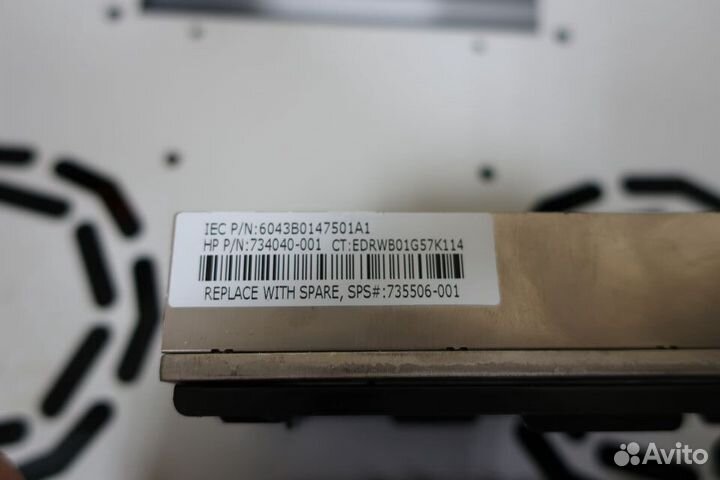 IEC P/N:6043B0147501A1
HP P/N:734040-001 CT:EDRWB01G57K114
REPLACE WITH SPARE, SPS#:735506-001
Avito